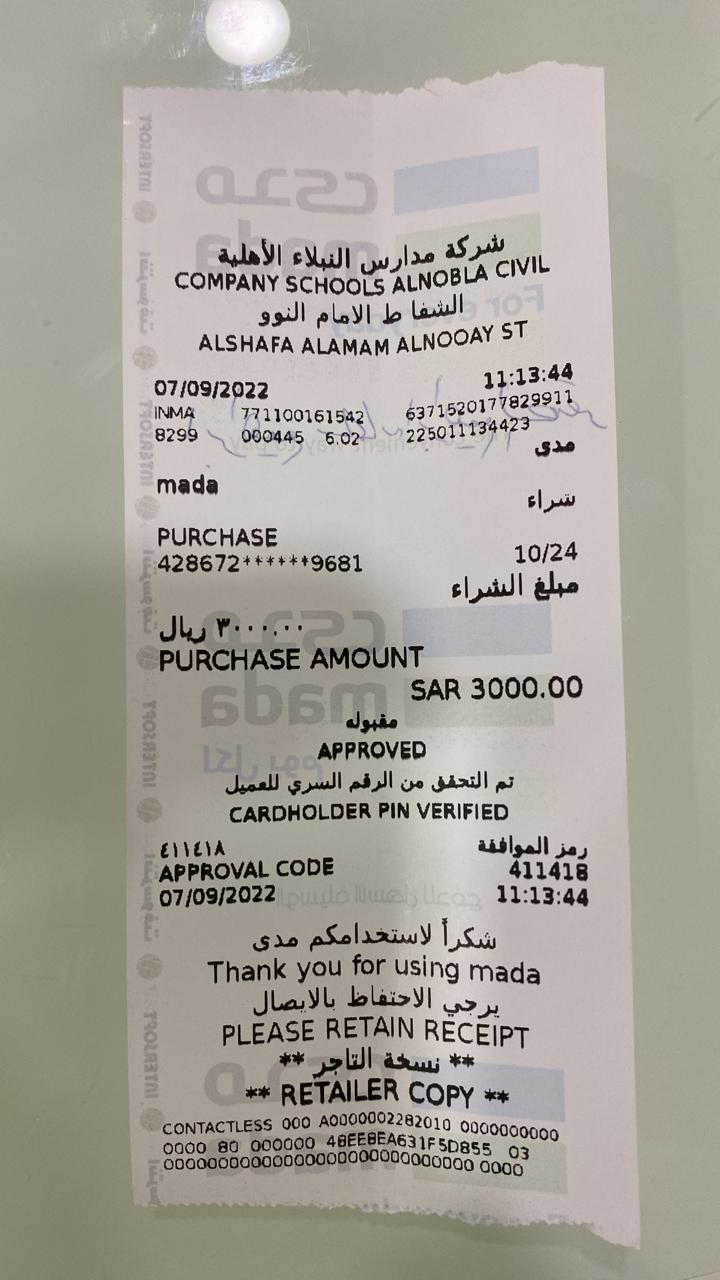 شركة مدارس النبلاء الأهلية
COMPANY SCHOOLS ALNOBLA CIVIL
الشفا ط الامام النوو
ALSHAFA ALAMAM ALNOOAY ST
07/09/2022 11:13:44
INMA 771100161542 6371520177829911
8299 000445 6.02 225011134423
مدى
mada
شراء
PURCHASE
428672******9681 10/24
مبلغ الشراء
٣٠٠٠.٠٠ ريال
PURCHASE AMOUNT
SAR 3000.00
مقبوله
APPROVED
تم التحقق من الرقم السري للعميل
CARDHOLDER PIN VERIFIED
رمز الموافقة ٤١١٤١٨
APPROVAL CODE 411418
07/09/2022 11:13:44
شكراً لاستخدامكم مدى
Thank you for using mada
يرجي الاحتفاظ بالايصال
PLEASE RETAIN RECEIPT
** نسخة التاجر **
** RETAILER COPY **
CONTACTLESS 000 A0000002282010 0000000000
0000 80 000000 48EE8EA631F5D855 03